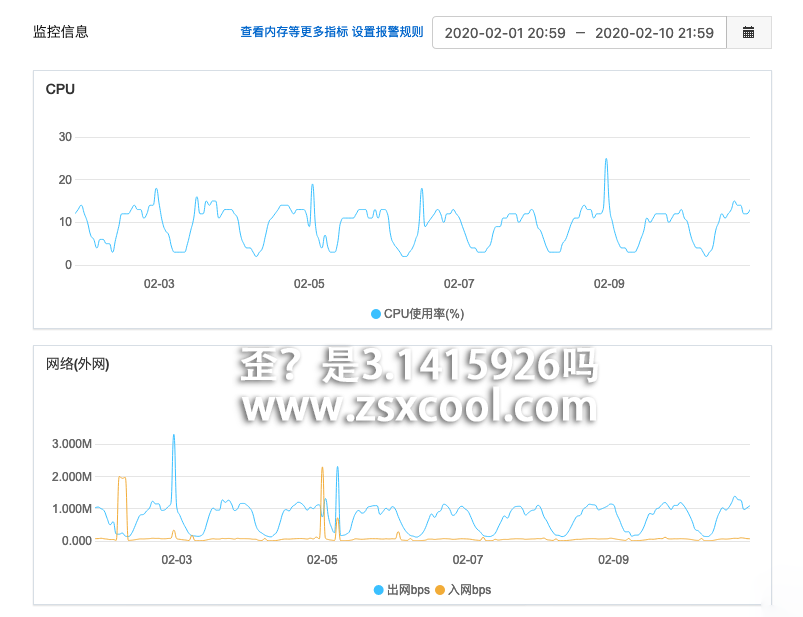 监控信息 查看内存等更多指标 设置报警规则 2020-02-01 20:59 – 2020-02-10 21:59
CPU
30
20
10
0
02-03 02-05 02-07 02-09
CPU使用率(%)
网络(外网)
歪？是3.1415926吗
www.zsxcool.com
3.000M
2.000M
1.000M
0.000
02-03 02-05 02-07 02-09
出网bps 入网bps